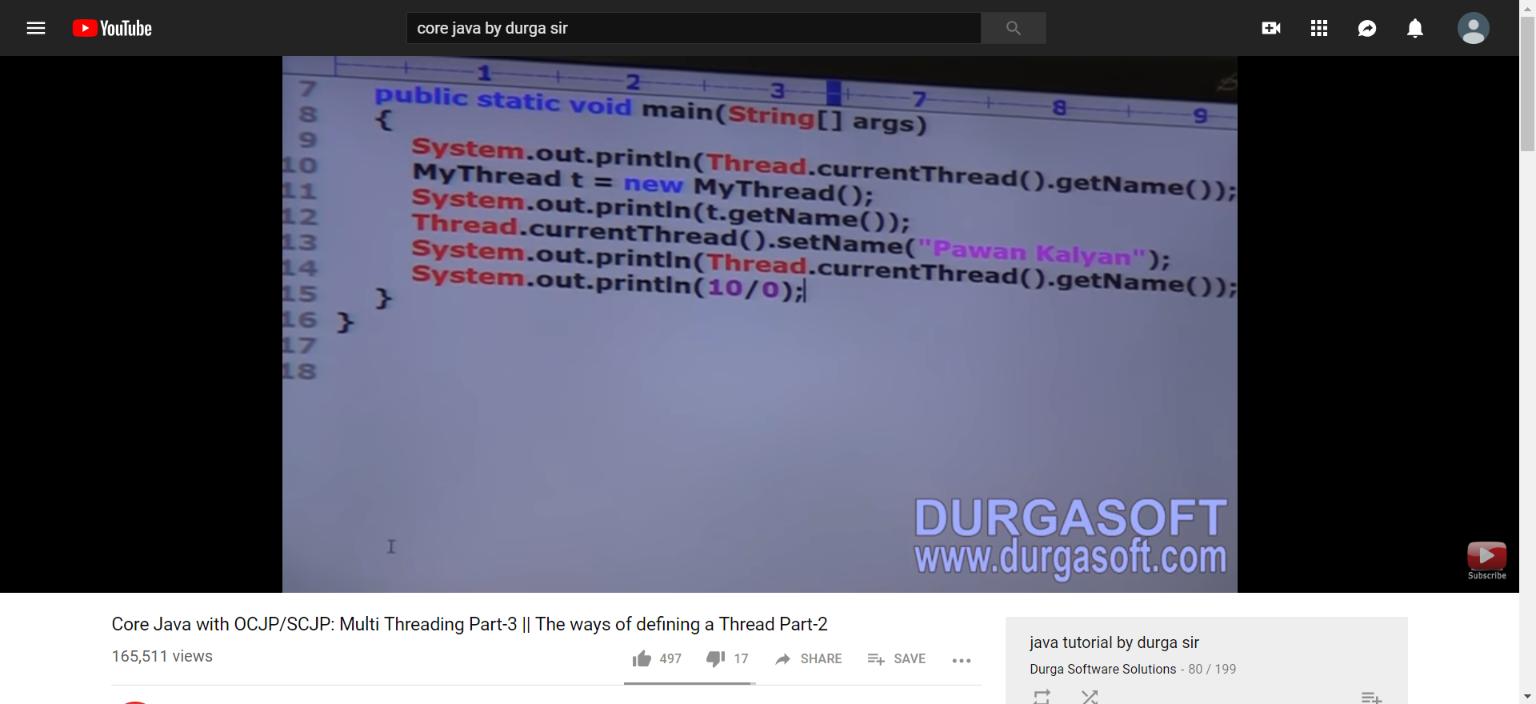 YouTube
core java by durga sir
1 2 3 7 8 9
7 public static void main(String[] args)
8 {
9 System.out.println(Thread.currentThread().getName());
10 MyThread t = new MyThread();
11 System.out.println(t.getName());
12 Thread.currentThread().setName("Pawan Kalyan");
13 System.out.println(Thread.currentThread().getName());
14 System.out.println(10/0);
15 }
16 }
17
18
DURGASOFT
www.durgasoft.com
Subscribe
Core Java with OCJP/SCJP: Multi Threading Part-3 || The ways of defining a Thread Part-2
165,511 views
497 17 SHARE SAVE
java tutorial by durga sir
Durga Software Solutions - 80 / 199